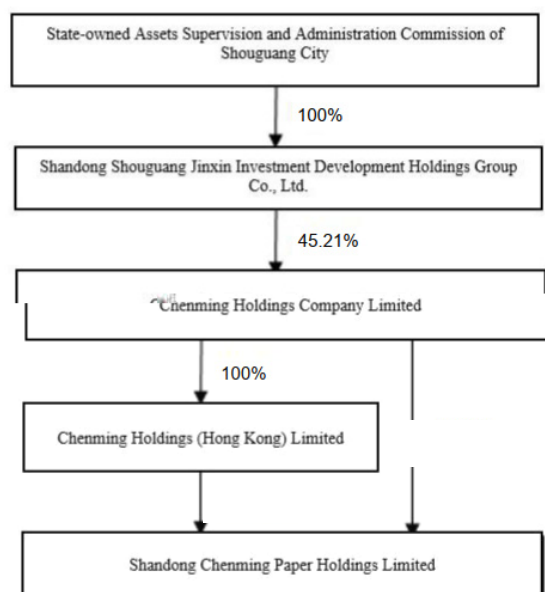 State-owned Assets Supervision and Administration Commission of
Shouguang City
100%
Shandong Shouguang Jinxin Investment Development Holdings Group
Co., Ltd.
45.21%
Chenming Holdings Company Limited
100%
Chenming Holdings (Hong Kong) Limited
Shandong Chenming Paper Holdings Limited